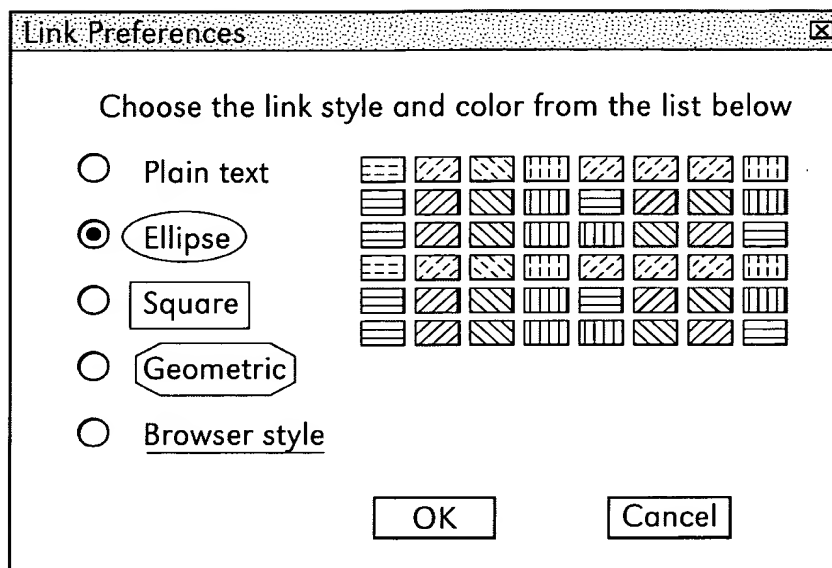 Link Preferences
Choose the link style and color from the list below
Plain text
Ellipse
Square
Geometric
Browser style
OK Cancel